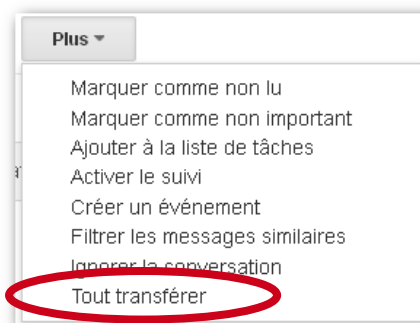 Plus
Marquer comme non lu
Marquer comme non important
Ajouter à la liste de tâches
Activer le suivi
Créer un événement
Filtrer les messages similaires
Ignorer la conversation
Tout transférer